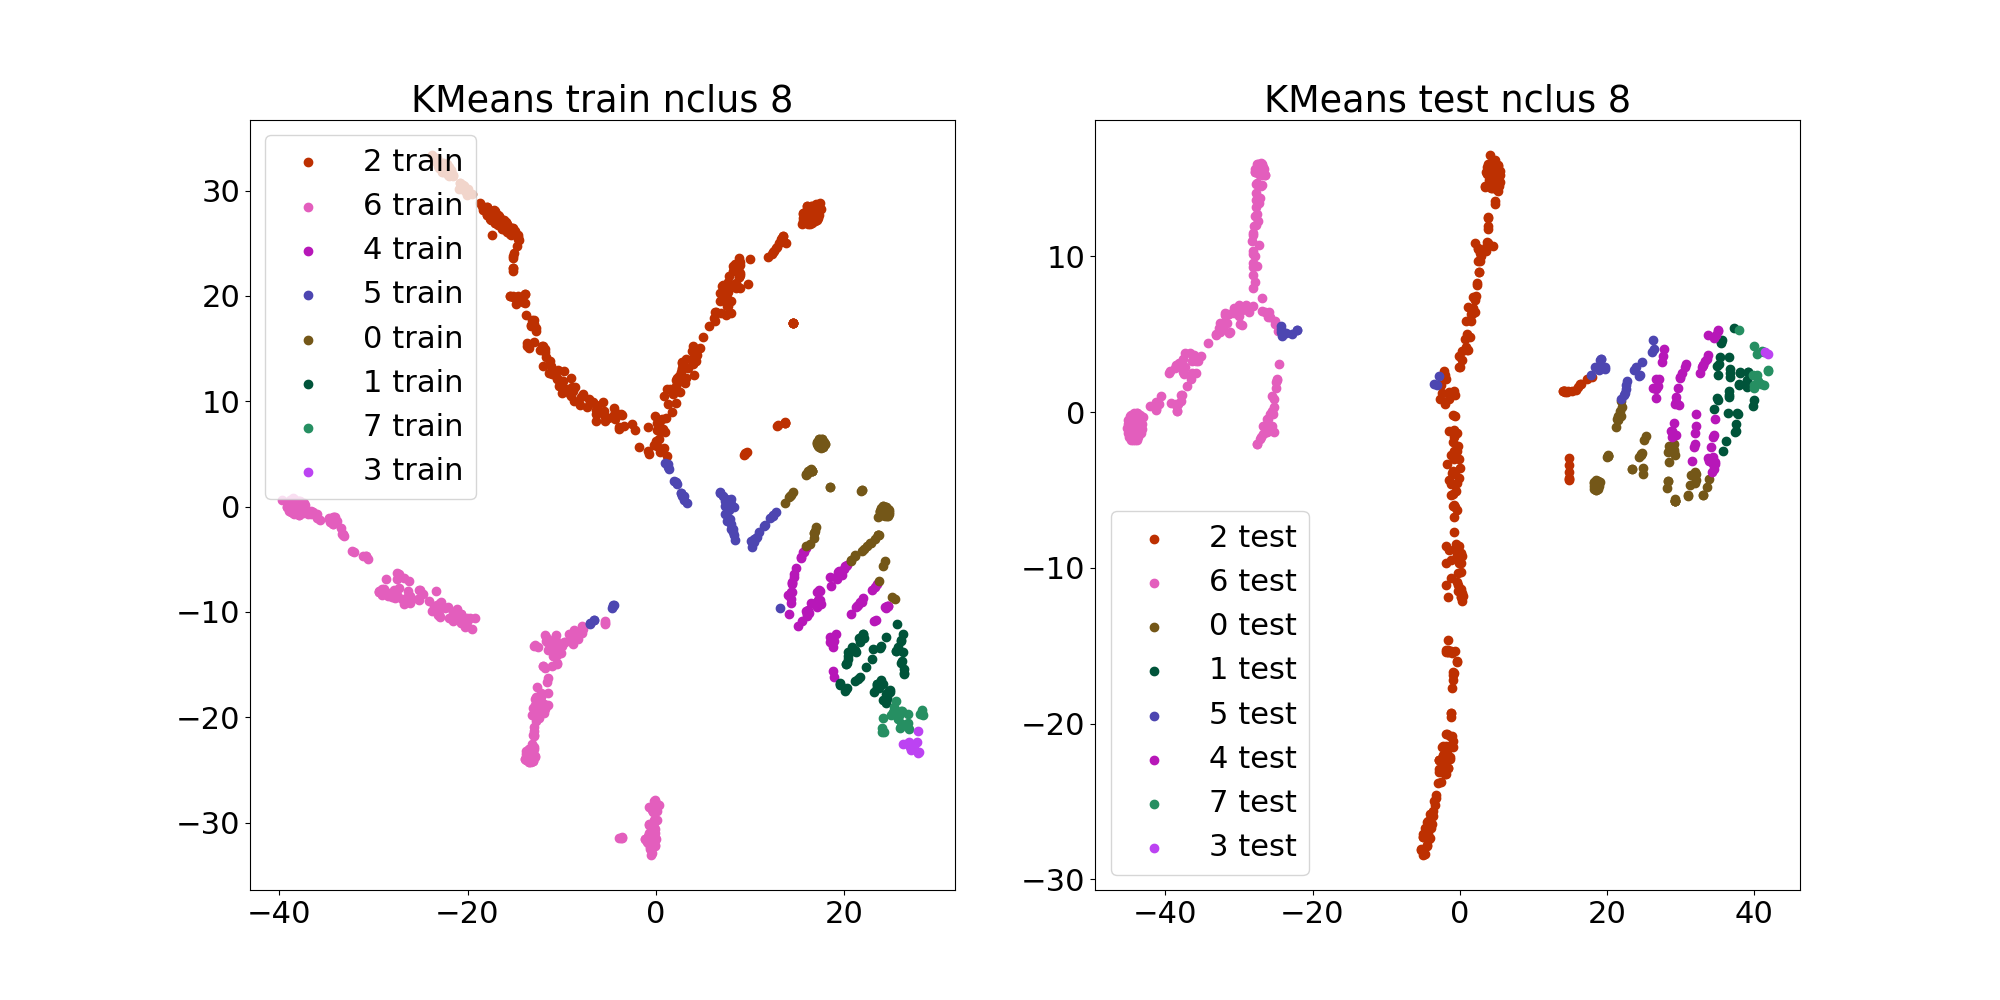 KMeans train nclus 8
30
20
10
0
−10
−20
−30
−40
−20
0
20
2 train
6 train
4 train
5 train
0 train
1 train
7 train
3 train
KMeans test nclus 8
10
0
−10
−20
−30
−40
−20
0
20
40
2 test
6 test
0 test
1 test
5 test
4 test
7 test
3 test